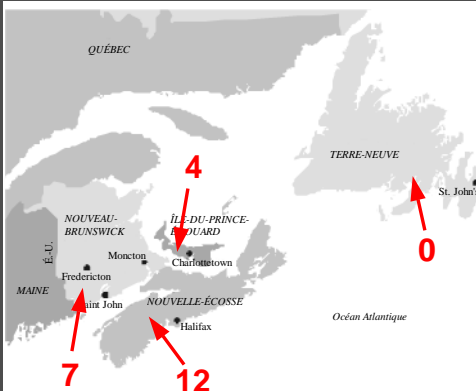 QUÉBEC
TERRE-NEUVE
4
St. John's
NOUVEAU-
BRUNSWICK
ÎLE-DU-PRINCE-
ÉDOUARD
É.-U.
Moncton
Charlottetown
0
Fredericton
MAINE
Saint John
NOUVELLE-ÉCOSSE
Halifax
Océan Atlantique
7
12